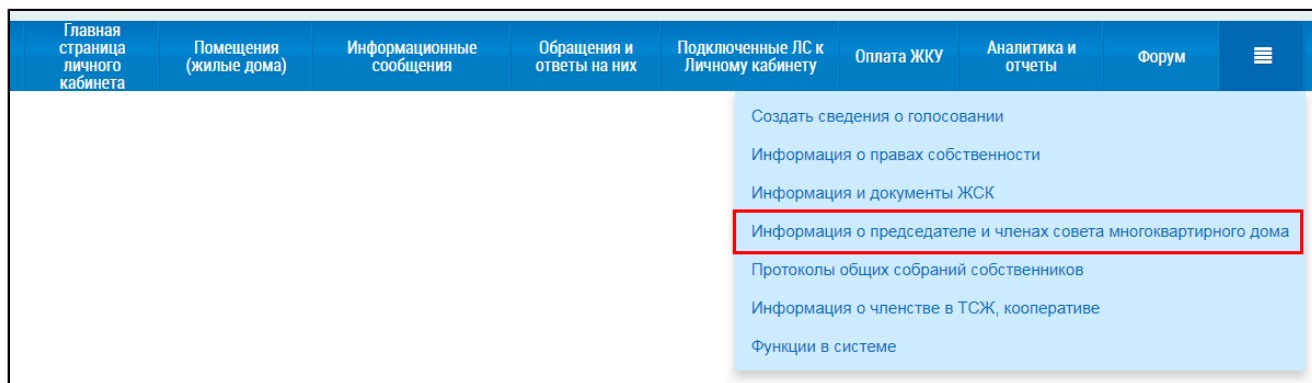 Главная
страница
личного
кабинета
Помещения
(жилые дома)
Информационные
сообщения
Обращения и
ответы на них
Подключенные ЛС к
Личному кабинету
Оплата ЖКУ
Аналитика и
отчеты
Форум
Создать сведения о голосовании
Информация о правах собственности
Информация и документы ЖСК
Информация о председателе и членах совета многоквартирного дома
Протоколы общих собраний собственников
Информация о членстве в ТСЖ, кооперативе
Функции в системе